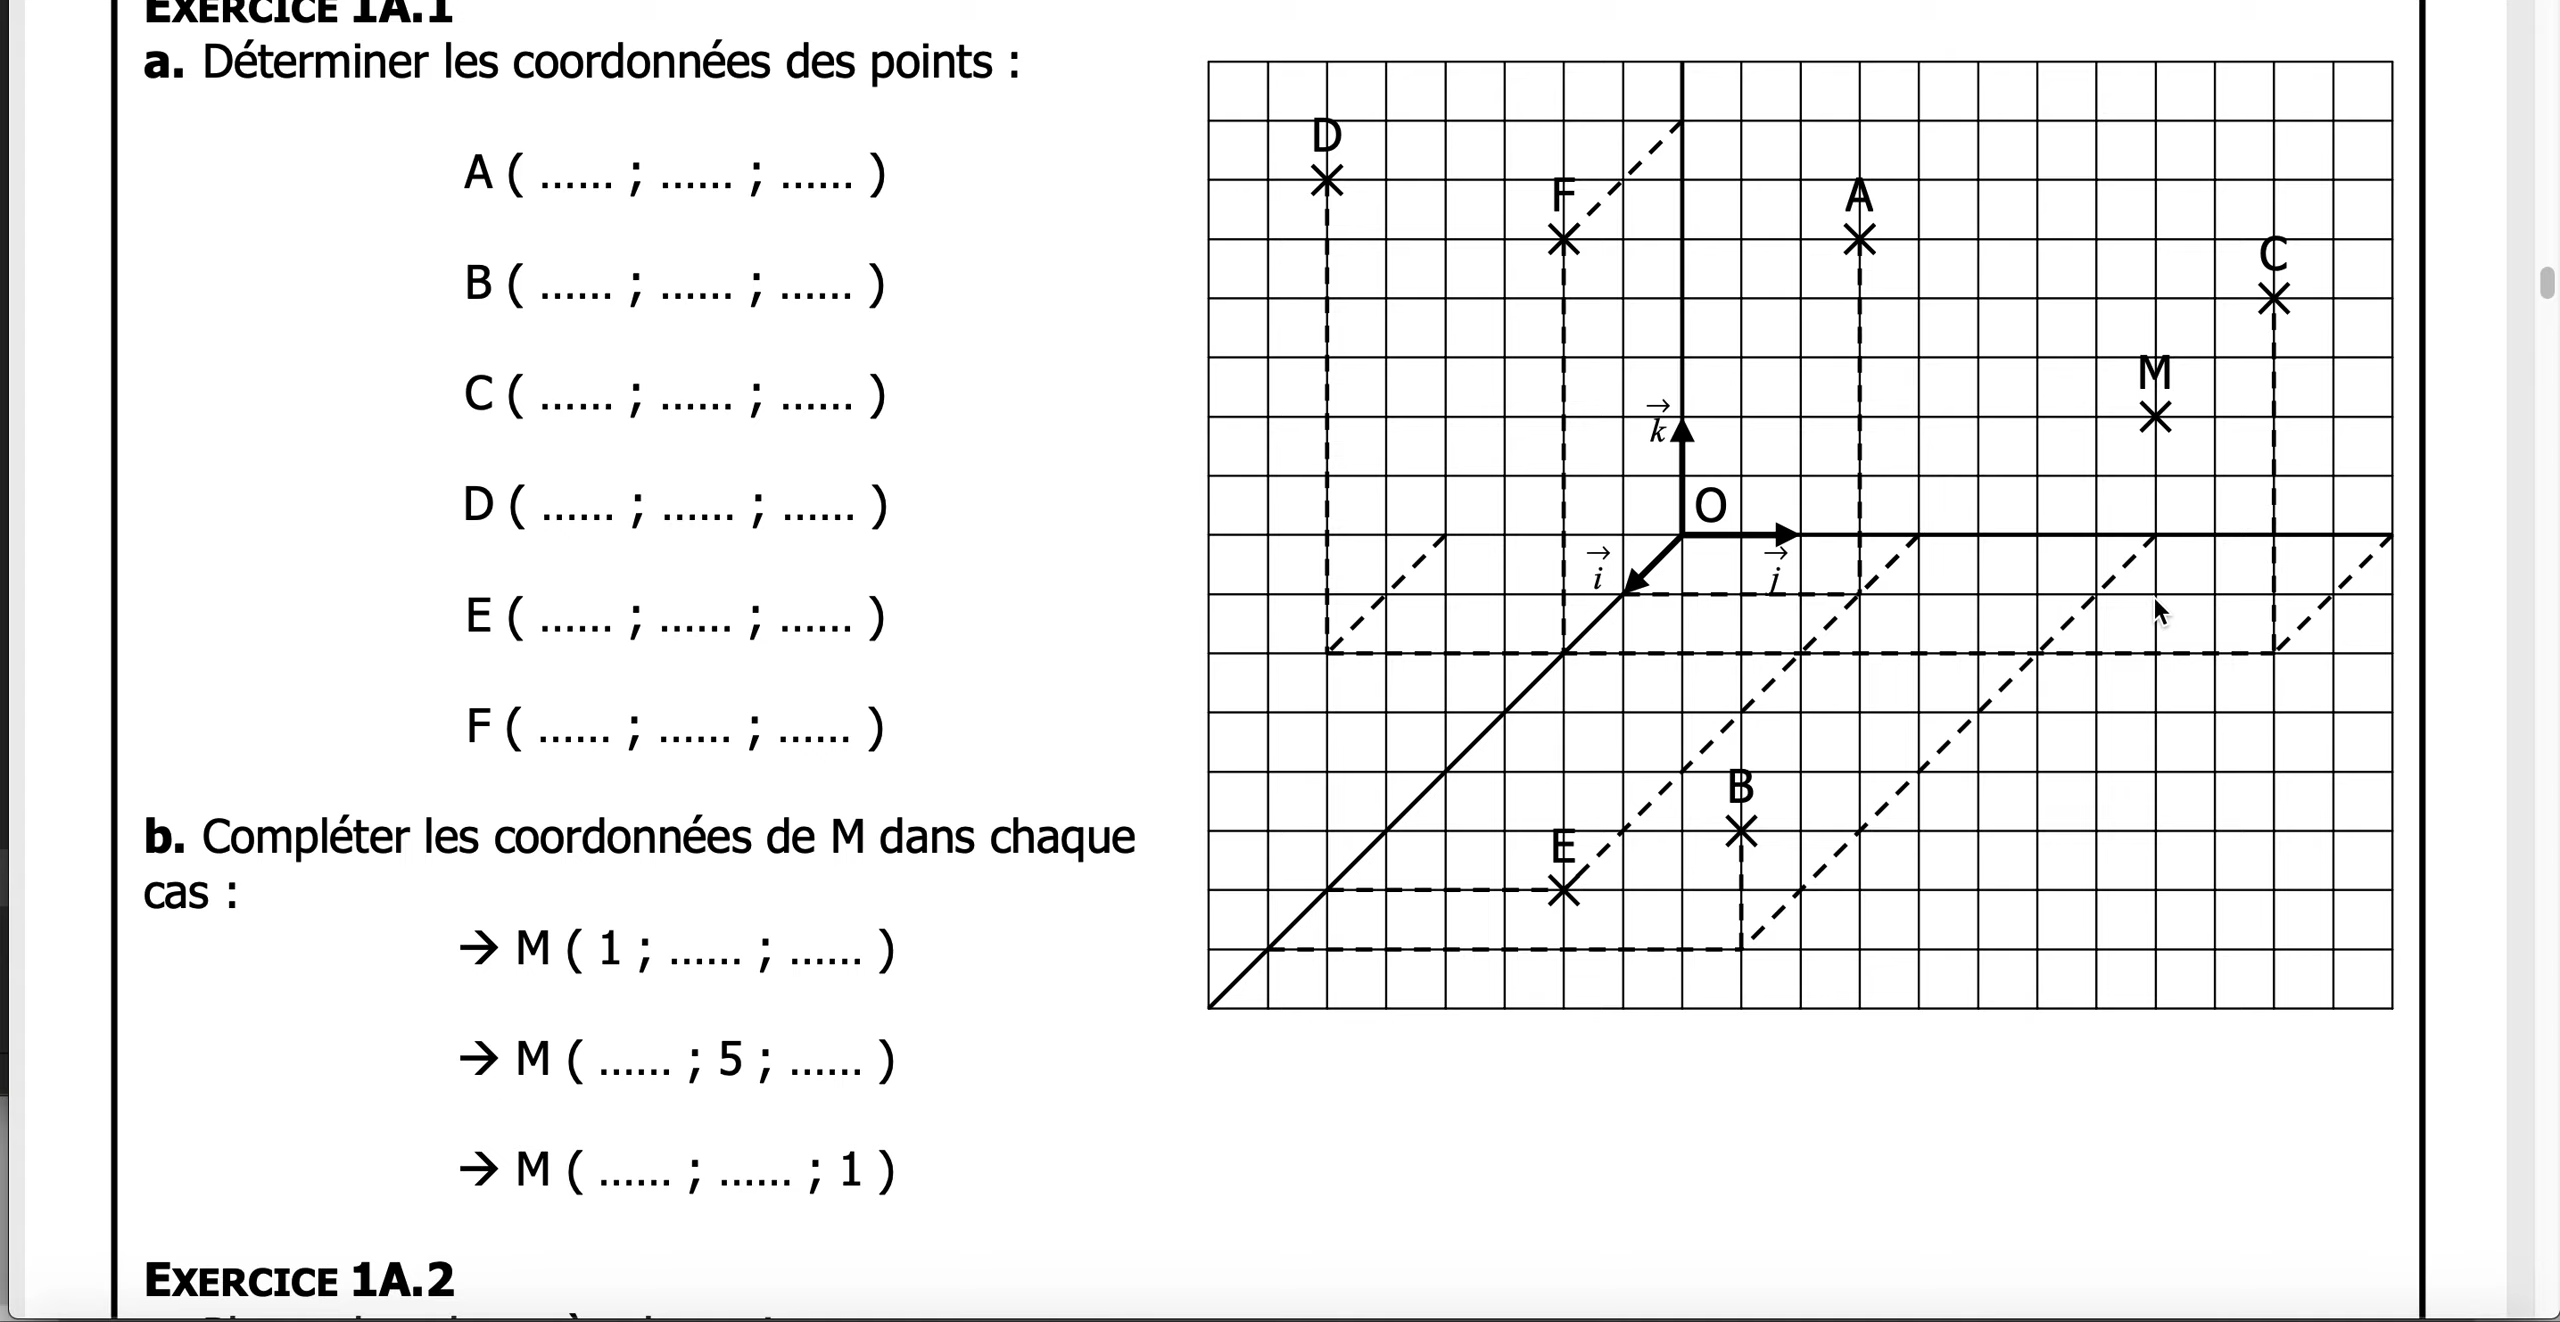 EXERCICE 1A.1
a. Déterminer les coordonnées des points :
A ( ...... ; ...... ; ...... )
B ( ...... ; ...... ; ...... )
C ( ...... ; ...... ; ...... )
D ( ...... ; ...... ; ...... )
E ( ...... ; ...... ; ...... )
F ( ...... ; ...... ; ...... )
b. Compléter les coordonnées de M dans chaque
cas :
→ M ( 1 ; ...... ; ...... )
→ M ( ...... ; 5 ; ...... )
→ M ( ...... ; ...... ; 1 )
D
F
A
C
M
k
O
i
j
B
E
EXERCICE 1A.2